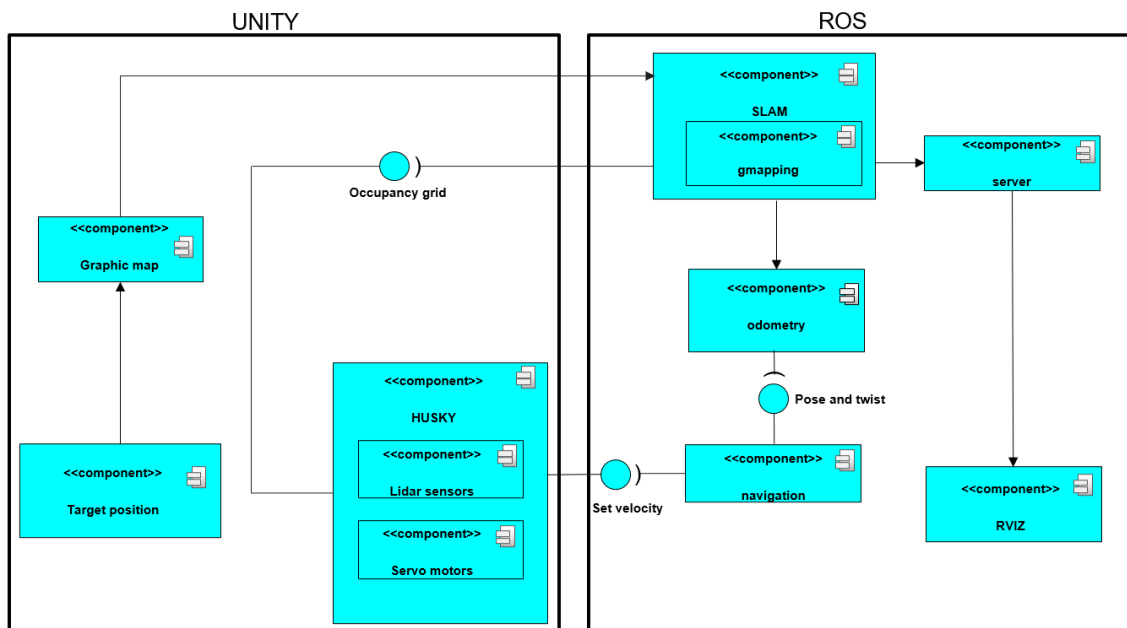 UNITY
ROS
<<component>>
SLAM
<<component>>
gmapping
<<component>>
server
Occupancy grid
<<component>>
Graphic map
<<component>>
odometry
Pose and twist
<<component>>
HUSKY
<<component>>
Lidar sensors
<<component>>
Servo motors
<<component>>
Target position
Set velocity
<<component>>
navigation
<<component>>
RVIZ